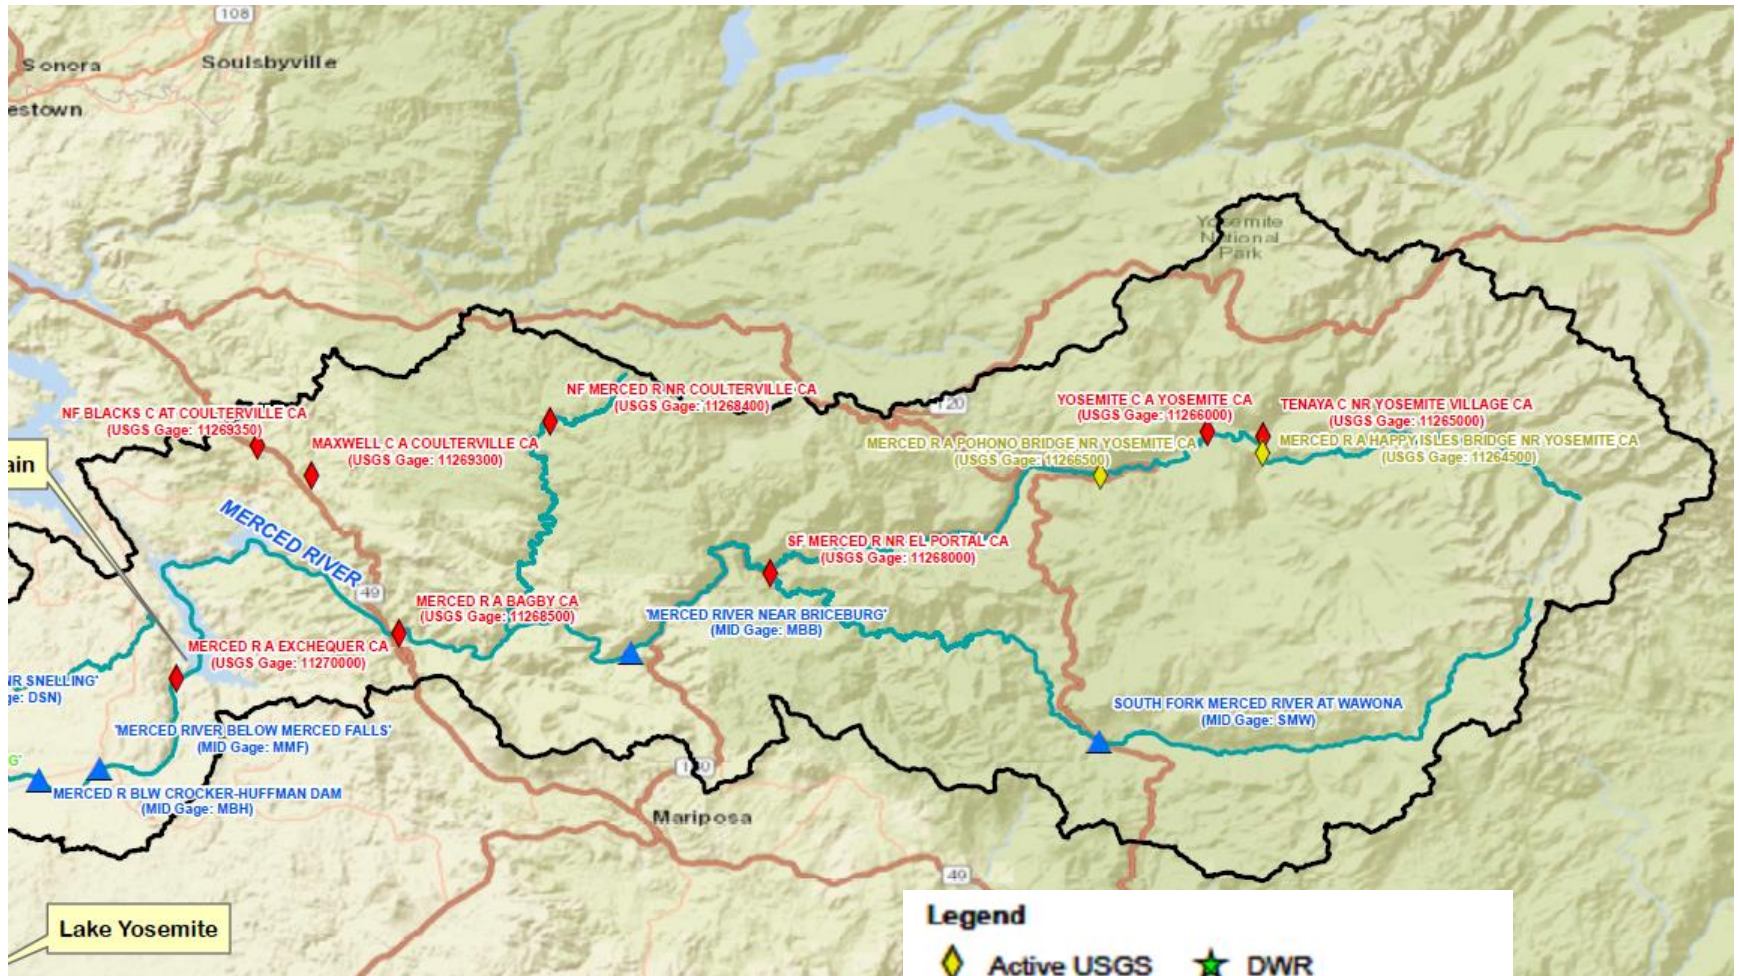 108
Sonora
Soulsbyville
estown
Yosemite
National
Park
NF MERCED R NR COULTERVILLE CA
(USGS Gage: 11268400)
120
YOSEMITE C A YOSEMITE CA
(USGS Gage: 11266000)
TENAYA C NR YOSEMITE VILLAGE CA
(USGS Gage: 11265000)
NF BLACKS C AT COULTERVILLE CA
(USGS Gage: 11269350)
MAXWELL C A COULTERVILLE CA
(USGS Gage: 11269300)
MERCED R A POHONO BRIDGE NR YOSEMITE CA
(USGS Gage: 11266500)
MERCED R A HAPPY ISLES BRIDGE NR YOSEMITE CA
(USGS Gage: 11264500)
ain
MERCED RIVER
SF MERCED R NR EL PORTAL CA
(USGS Gage: 11268000)
49
MERCED R A BAGBY CA
(USGS Gage: 11268500)
'MERCED RIVER NEAR BRICEBURG'
(MID Gage: MBB)
MERCED R A EXCHEQUER CA
(USGS Gage: 11270000)
NR SNELLING'
ge: DSN)
SOUTH FORK MERCED RIVER AT WAWONA
(MID Gage: SMW)
'MERCED RIVER BELOW MERCED FALLS'
(MID Gage: MMF)
G'
MERCED R BLW CROCKER-HUFFMAN DAM
(MID Gage: MBH)
Mariposa
49
Lake Yosemite
Legend
Active USGS
DWR